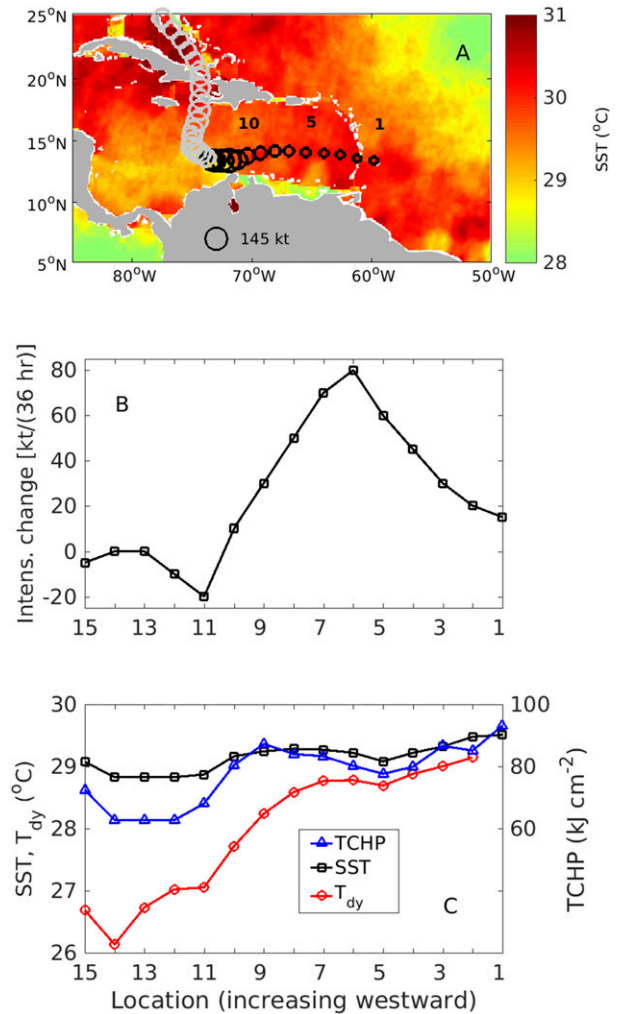 25°N
20°N
15°N
10°N
5°N
A
10 5 1
145 kt
80°W 70°W 60°W 50°W
31
30
29
28
SST (°C)
B
Intens. change [kt/(36 hr)]
80
60
40
20
0
-20
15 13 11 9 7 5 3 1
30
29
28
27
26
SST, T_dy (°C)
100
80
60
TCHP (kJ cm⁻²)
TCHP
SST
T_dy
C
15 13 11 9 7 5 3 1
Location (increasing westward)